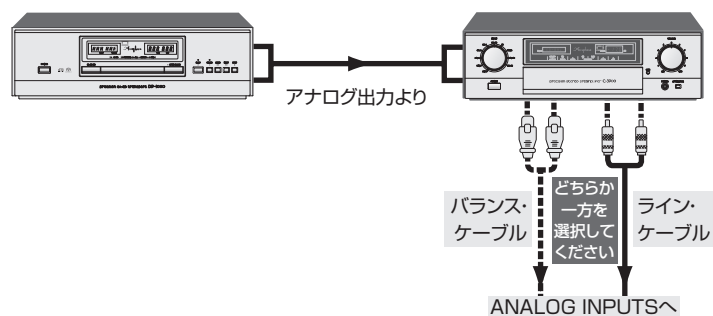 アナログ出力より
バランス・
ケーブル
どちらか
一方を
選択して
ください
ライン・
ケーブル
ANALOG INPUTSへ